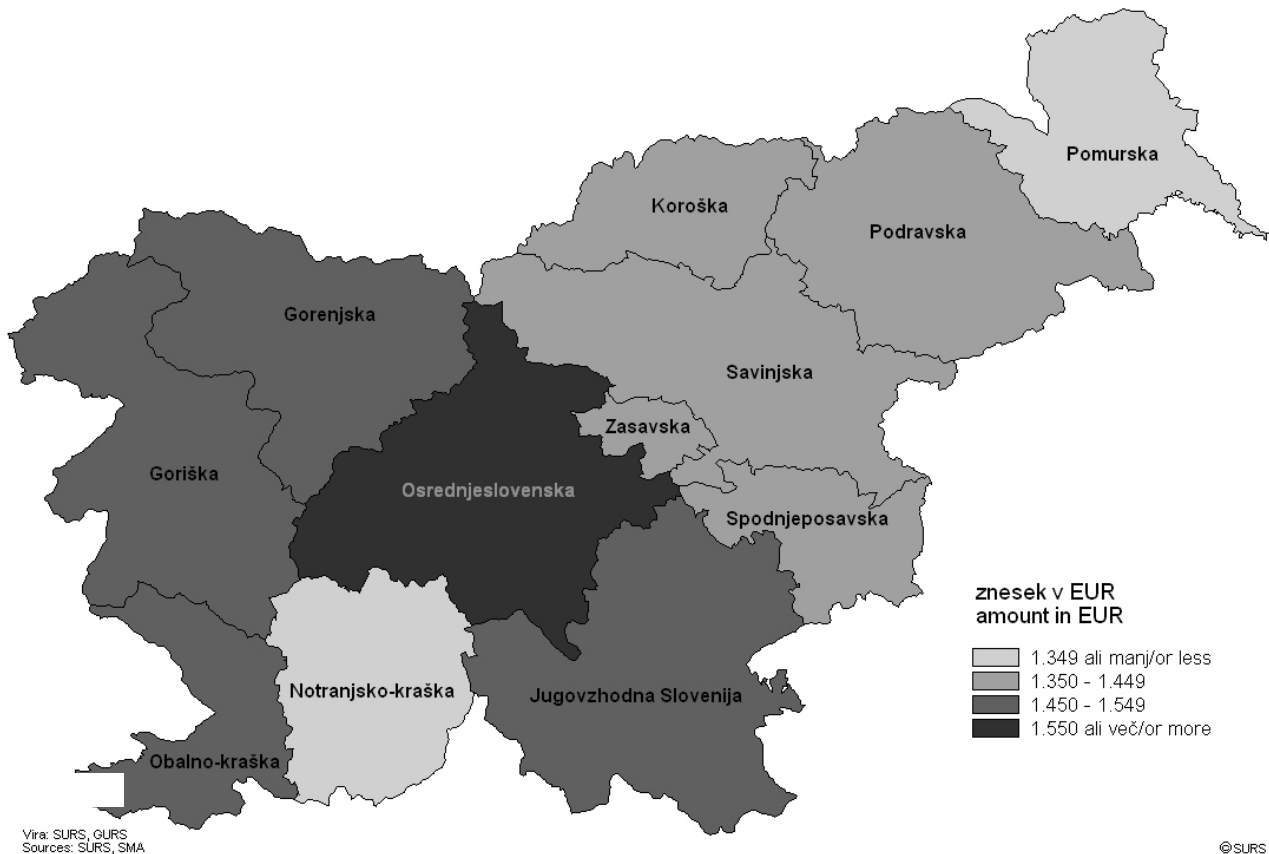 Pomurska
Koroška
Podravska
Gorenjska
Savinjska
Zasavska
Goriška
Osrednjeslovenska
Spodnjeposavska
Notranjsko-kraška
Jugovzhodna Slovenija
Obalno-kraška
znesek v EUR
amount in EUR
1.349 ali manj/or less
1.350 - 1.449
1.450 - 1.549
1.550 ali več/or more
Vira: SURS, GURS
Sources: SURS, SMA
©SURS